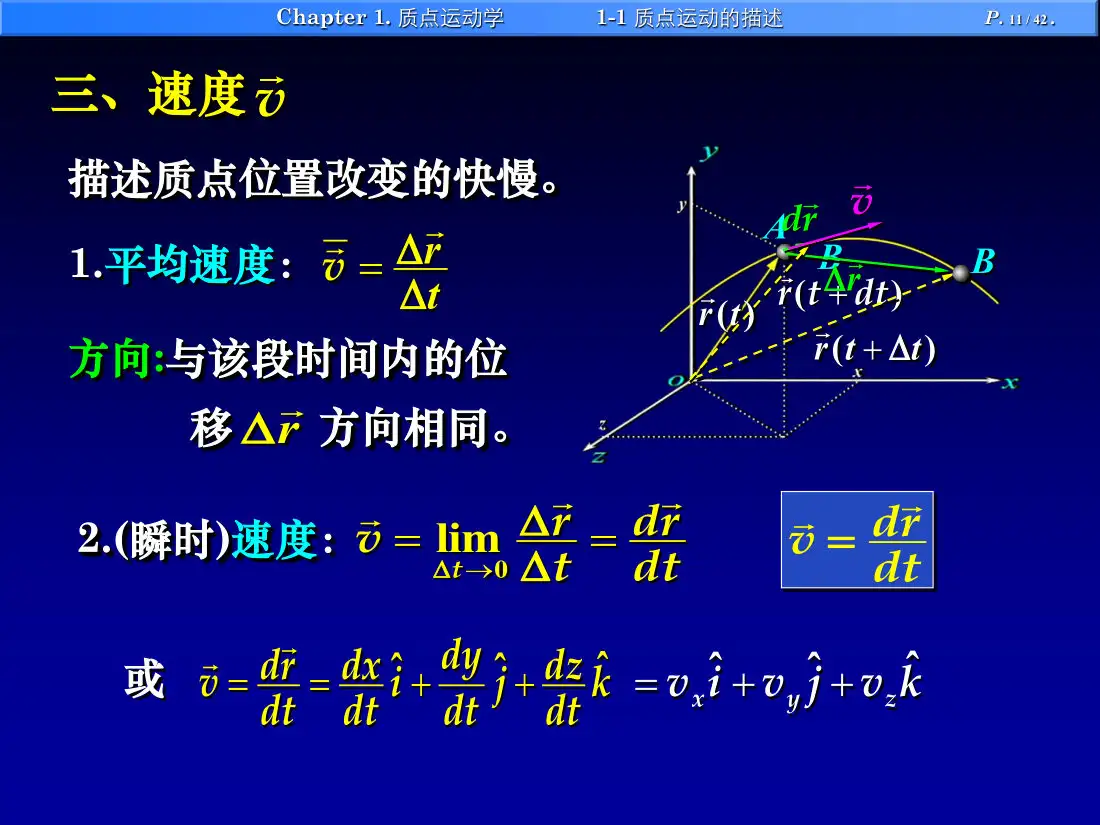 Chapter 1. 质点运动学 1-1 质点运动的描述 P. 11 / 42 .
三、速度 v⃗
描述质点位置改变的快慢。
1.平均速度： v⃗̅ = Δr⃗ / Δt
方向:与该段时间内的位
移 Δr⃗ 方向相同。
y
y
A
dr⃗
v⃗
B
Δr⃗
B
r⃗(t)
r⃗(t + dt)
r⃗(t + Δt)
x
o
x
z
z
2.(瞬时)速度： v⃗ = lim Δt→0 Δr⃗ / Δt = dr⃗ / dt
v⃗ = dr⃗ / dt
或 v⃗ = dr⃗/dt = dx/dt î + dy/dt ĵ + dz/dt k̂ = vₓ î + v_y ĵ + v_z k̂